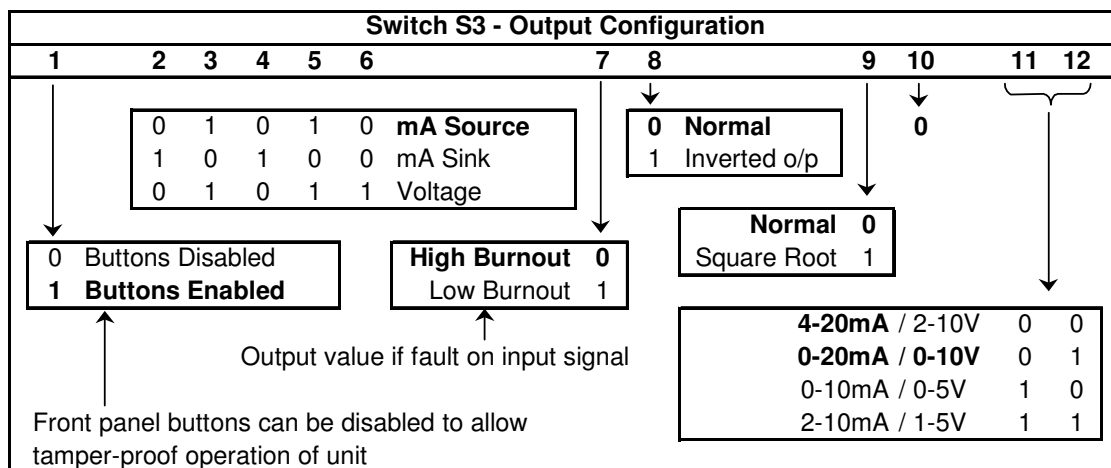 Switch S3 - Output Configuration
1 2 3 4 5 6 7 8 9 10 11 12
0 1 0 1 0 mA Source
1 0 1 0 0 mA Sink
0 1 0 1 1 Voltage
0 Normal
1 Inverted o/p
0
Normal 0
Square Root 1
0 Buttons Disabled
1 Buttons Enabled
High Burnout 0
Low Burnout 1
4-20mA / 2-10V 0 0
0-20mA / 0-10V 0 1
0-10mA / 0-5V 1 0
2-10mA / 1-5V 1 1
Output value if fault on input signal
Front panel buttons can be disabled to allow
tamper-proof operation of unit